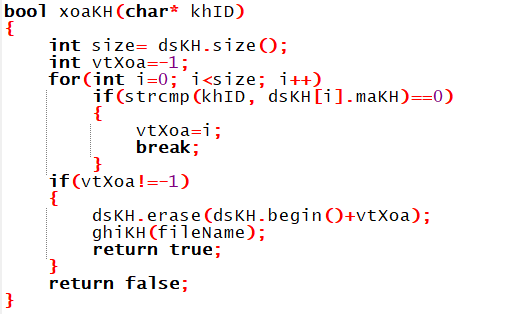 bool xoaKH(char* khID)
{
    int size= dsKH.size();
    int vtXoa=-1;
    for(int i=0; i<size; i++)
        if(strcmp(khID, dsKH[i].maKH)==0)
        {
            vtXoa=i;
            break;
        }
    if(vtXoa!=-1)
    {
        dsKH.erase(dsKH.begin()+vtXoa);
        ghiKH(fileName);
        return true;
    }
    return false;
}